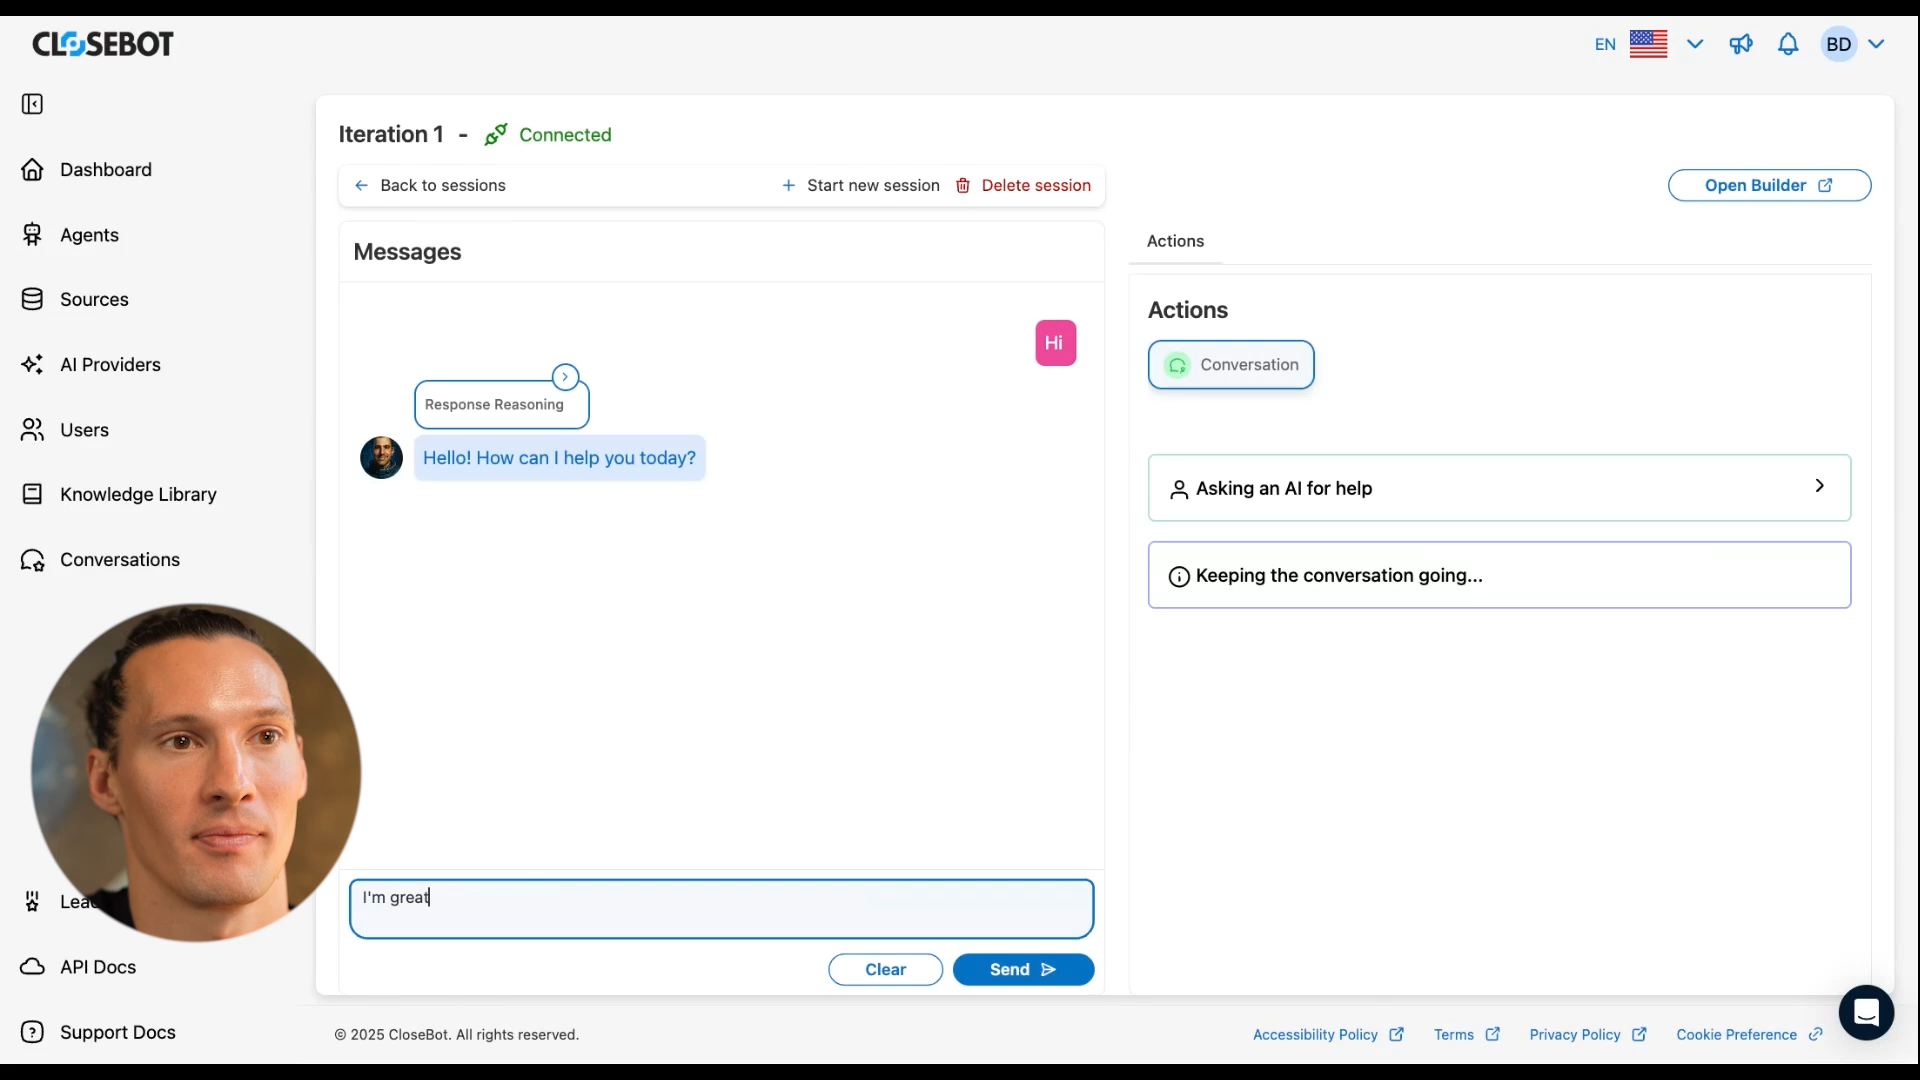 CLOSEBOT
EN
BD
Dashboard
Agents
Sources
AI Providers
Users
Knowledge Library
Conversations
API Docs
Support Docs
Iteration 1 - Connected
Back to sessions
Start new session
Delete session
Open Builder
Messages
Hi
Response Reasoning
Hello! How can I help you today?
I'm great
Clear
Send
Actions
Actions
Conversation
Asking an AI for help
Keeping the conversation going...
© 2025 CloseBot. All rights reserved.
Accessibility Policy
Terms
Privacy Policy
Cookie Preference